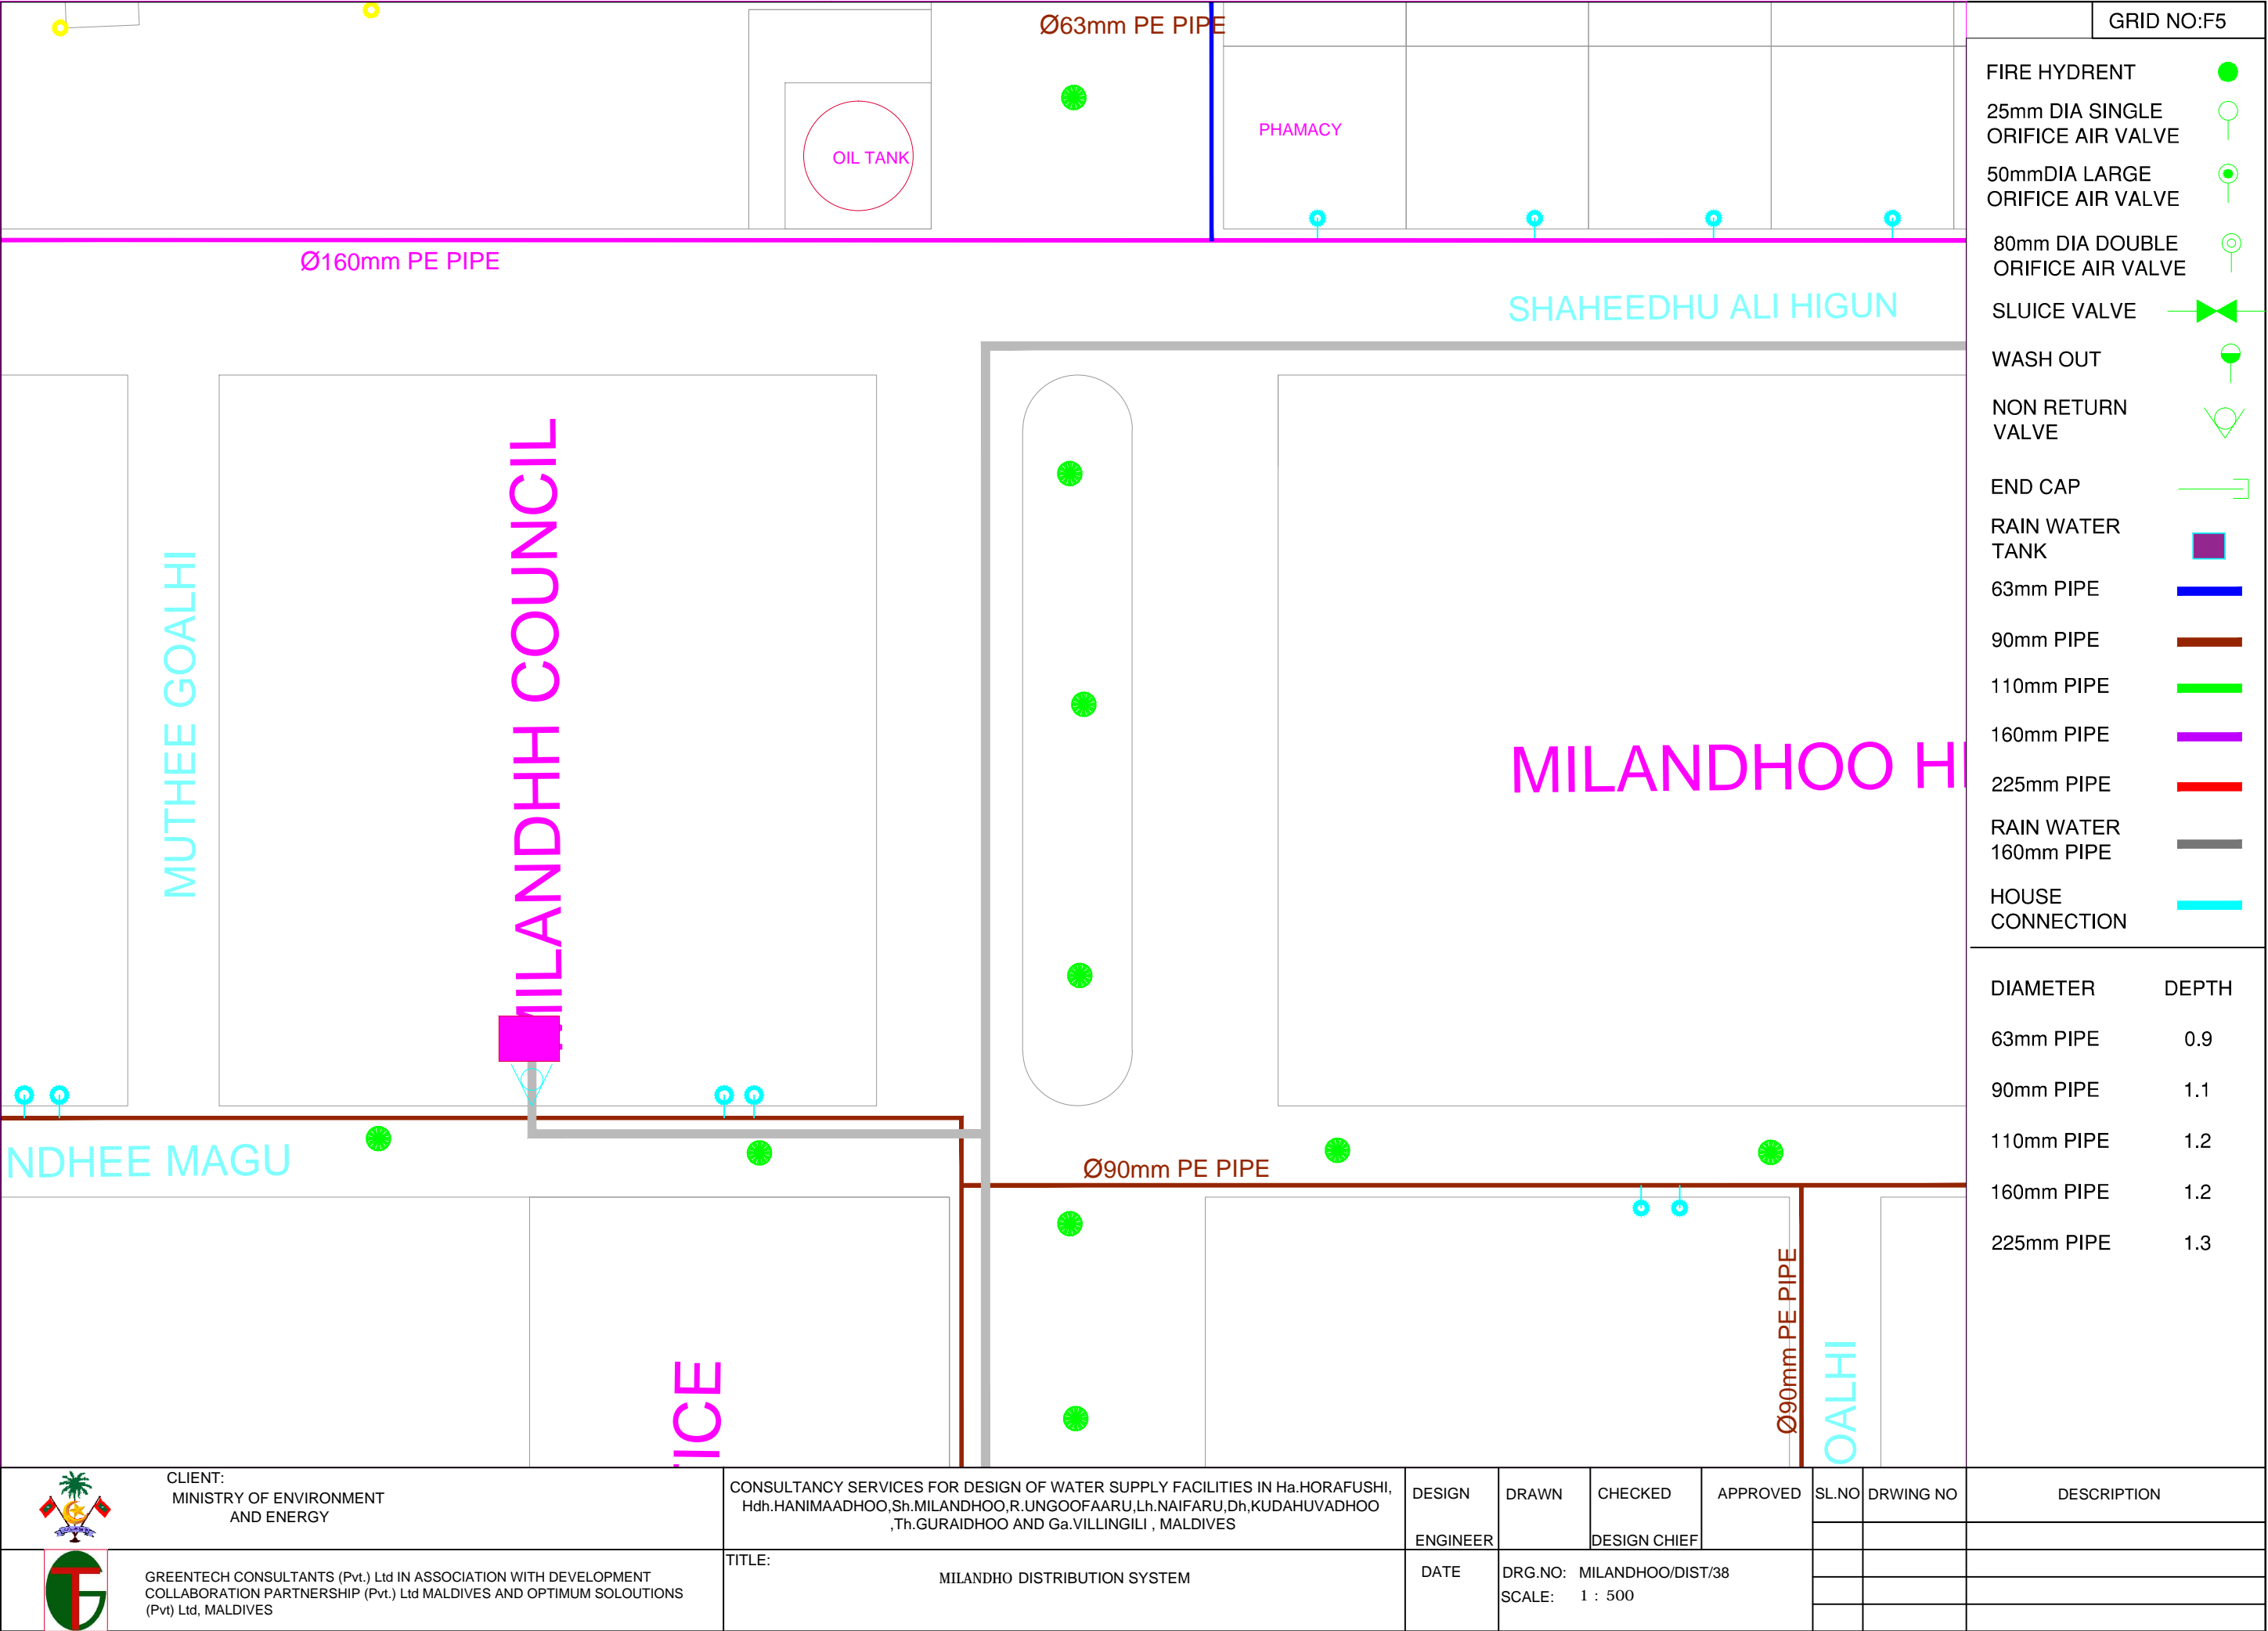 GRID NO:F5
Ø63mm PE PIPE
OIL TANK
PHAMACY
Ø160mm PE PIPE
SHAHEEDHU ALI HIGUN
MUTHEE GOALHI
MILANDHH COUNCIL
MILANDHOO H
NDHEE MAGU
Ø90mm PE PIPE
Ø90mm PE PIPE
OALHI
ICE
FIRE HYDRENT
25mm DIA SINGLE
ORIFICE AIR VALVE
50mmDIA LARGE
ORIFICE AIR VALVE
80mm DIA DOUBLE
ORIFICE AIR VALVE
SLUICE VALVE
WASH OUT
NON RETURN
VALVE
END CAP
RAIN WATER
TANK
63mm PIPE
90mm PIPE
110mm PIPE
160mm PIPE
225mm PIPE
RAIN WATER
160mm PIPE
HOUSE
CONNECTION
DIAMETER DEPTH
63mm PIPE 0.9
90mm PIPE 1.1
110mm PIPE 1.2
160mm PIPE 1.2
225mm PIPE 1.3
CLIENT:
MINISTRY OF ENVIRONMENT
AND ENERGY
GREENTECH CONSULTANTS (Pvt.) Ltd IN ASSOCIATION WITH DEVELOPMENT
COLLABORATION PARTNERSHIP (Pvt.) Ltd MALDIVES AND OPTIMUM SOLOUTIONS
(Pvt) Ltd, MALDIVES
CONSULTANCY SERVICES FOR DESIGN OF WATER SUPPLY FACILITIES IN Ha.HORAFUSHI,
Hdh.HANIMAADHOO,Sh.MILANDHOO,R.UNGOOFAARU,Lh.NAIFARU,Dh,KUDAHUVADHOO
,Th.GURAIDHOO AND Ga.VILLINGILI , MALDIVES
TITLE:
MILANDHO DISTRIBUTION SYSTEM
DESIGN DRAWN CHECKED APPROVED SL.NO DRWING NO DESCRIPTION
ENGINEER DESIGN CHIEF
DATE DRG.NO: MILANDHOO/DIST/38
SCALE: 1 : 500